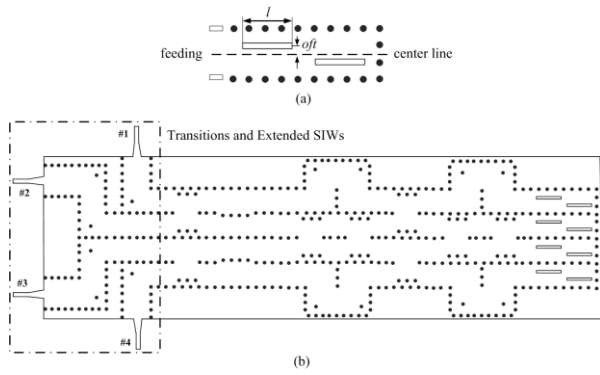 l
oft
feeding
center line
(a)
#1
Transitions and Extended SIWs
#2
#3
#4
(b)